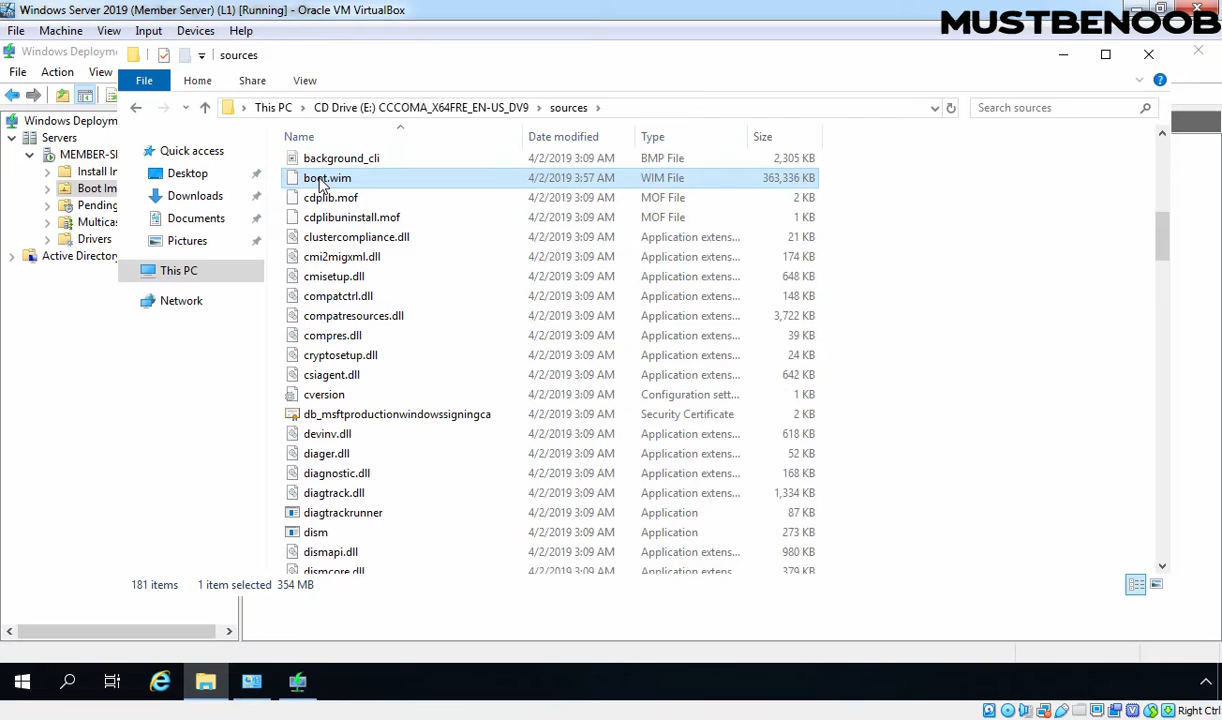 Windows Server 2019 (Member Server) (L1) [Running] - Oracle VM VirtualBox
MUSTBENOOB
File Machine View Input Devices Help
Windows Deployme
sources
File Action View
File Home Share View
This PC CD Drive (E:) CCCOMA_X64FRE_EN-US_DV9 sources
Search sources
Windows Deploym
Servers
MEMBER-SE
Install I
Boot Im
Pending
Multica
Drivers
Active Directory
Quick access
Desktop
Downloads
Documents
Pictures
This PC
Network
Name Date modified Type Size
background_cli 4/2/2019 3:09 AM BMP File 2,305 KB
boot.wim 4/2/2019 3:57 AM WIM File 363,336 KB
cdplib.mof 4/2/2019 3:09 AM MOF File 2 KB
cdplibuninstall.mof 4/2/2019 3:09 AM MOF File 1 KB
clustercompliance.dll 4/2/2019 3:09 AM Application extens... 21 KB
cmi2migxml.dll 4/2/2019 3:09 AM Application extens... 174 KB
cmisetup.dll 4/2/2019 3:09 AM Application extens... 648 KB
compatctrl.dll 4/2/2019 3:09 AM Application extens... 148 KB
compatresources.dll 4/2/2019 3:09 AM Application extens... 3,722 KB
compres.dll 4/2/2019 3:09 AM Application extens... 39 KB
cryptosetup.dll 4/2/2019 3:09 AM Application extens... 24 KB
csiagent.dll 4/2/2019 3:09 AM Application extens... 642 KB
cversion 4/2/2019 3:09 AM Configuration sett... 1 KB
db_msftproductionwindowssigningca 4/2/2019 3:09 AM Security Certificate 2 KB
devinv.dll 4/2/2019 3:09 AM Application extens... 618 KB
diager.dll 4/2/2019 3:09 AM Application extens... 52 KB
diagnostic.dll 4/2/2019 3:09 AM Application extens... 168 KB
diagtrack.dll 4/2/2019 3:09 AM Application extens... 1,334 KB
diagtrackrunner 4/2/2019 3:09 AM Application 87 KB
dism 4/2/2019 3:09 AM Application 273 KB
dismapi.dll 4/2/2019 3:09 AM Application extens... 980 KB
dismcore.dll 4/2/2019 3:09 AM Application extens... 379 KB
181 items 1 item selected 354 MB
Right Ctrl